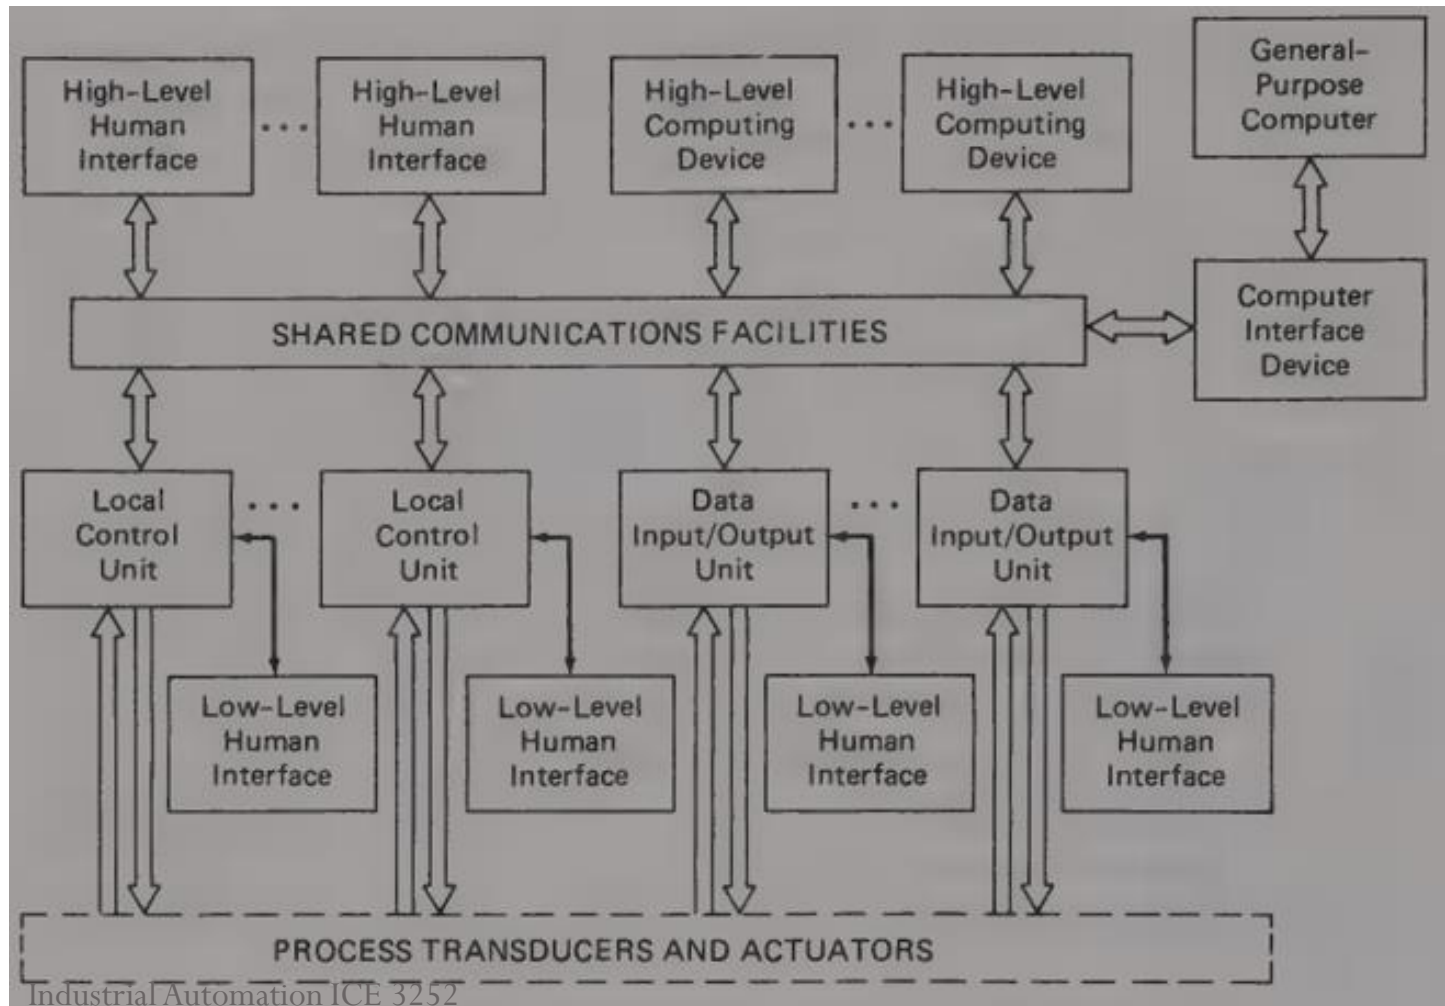 High-Level
Human
Interface
...
High-Level
Human
Interface
High-Level
Computing
Device
...
High-Level
Computing
Device
General-
Purpose
Computer
SHARED COMMUNICATIONS FACILITIES
Computer
Interface
Device
Local
Control
Unit
...
Local
Control
Unit
Data
Input/Output
Unit
...
Data
Input/Output
Unit
Low-Level
Human
Interface
Low-Level
Human
Interface
Low-Level
Human
Interface
Low-Level
Human
Interface
PROCESS TRANSDUCERS AND ACTUATORS
Industrial Automation ICE 3252